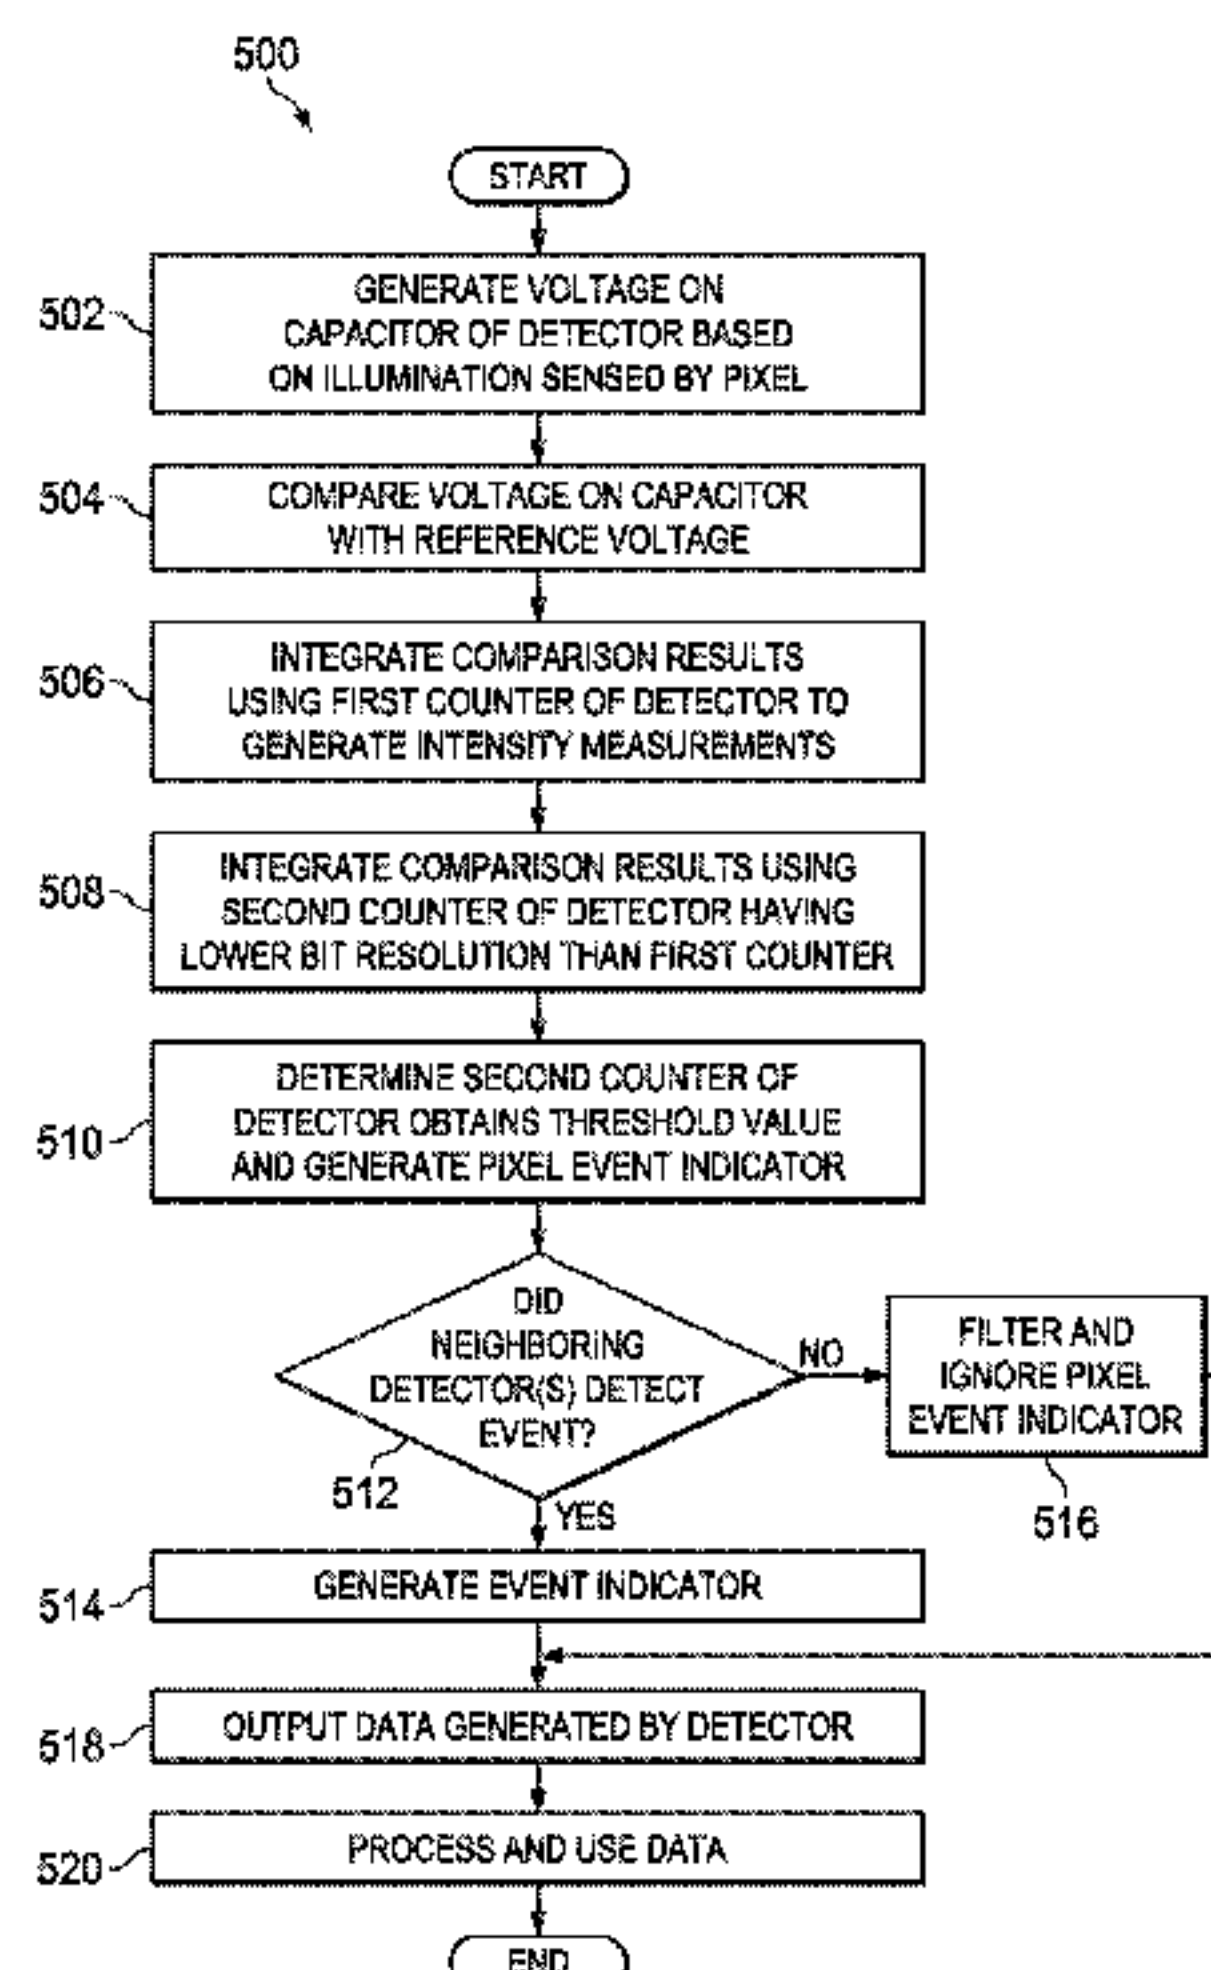 500
START
502
GENERATE VOLTAGE ON
CAPACITOR OF DETECTOR BASED
ON ILLUMINATION SENSED BY PIXEL
504
COMPARE VOLTAGE ON CAPACITOR
WITH REFERENCE VOLTAGE
506
INTEGRATE COMPARISON RESULTS
USING FIRST COUNTER OF DETECTOR TO
GENERATE INTENSITY MEASUREMENTS
508
INTEGRATE COMPARISON RESULTS USING
SECOND COUNTER OF DETECTOR HAVING
LOWER BIT RESOLUTION THAN FIRST COUNTER
510
DETERMINE SECOND COUNTER OF
DETECTOR OBTAINS THRESHOLD VALUE
AND GENERATE PIXEL EVENT INDICATOR
DID
NEIGHBORING
DETECTOR(S) DETECT
EVENT?
512
NO
FILTER AND
IGNORE PIXEL
EVENT INDICATOR
516
YES
514
GENERATE EVENT INDICATOR
518
OUTPUT DATA GENERATED BY DETECTOR
520
PROCESS AND USE DATA
END